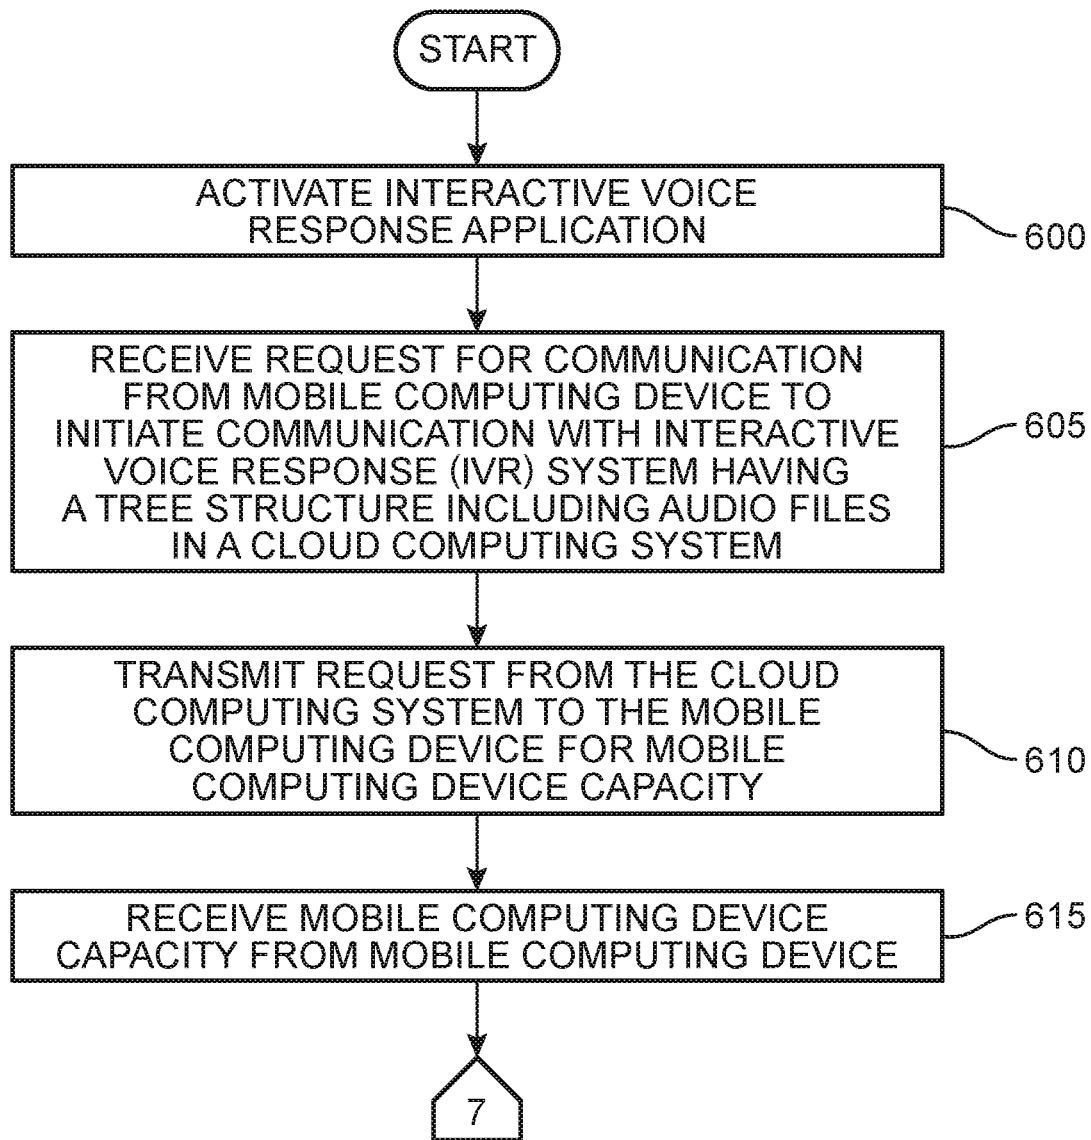 START
ACTIVATE INTERACTIVE VOICE
RESPONSE APPLICATION
600
RECEIVE REQUEST FOR COMMUNICATION
FROM MOBILE COMPUTING DEVICE TO
INITIATE COMMUNICATION WITH INTERACTIVE
VOICE RESPONSE (IVR) SYSTEM HAVING
A TREE STRUCTURE INCLUDING AUDIO FILES
IN A CLOUD COMPUTING SYSTEM
605
TRANSMIT REQUEST FROM THE CLOUD
COMPUTING SYSTEM TO THE MOBILE
COMPUTING DEVICE FOR MOBILE
COMPUTING DEVICE CAPACITY
610
RECEIVE MOBILE COMPUTING DEVICE
CAPACITY FROM MOBILE COMPUTING DEVICE
615
7